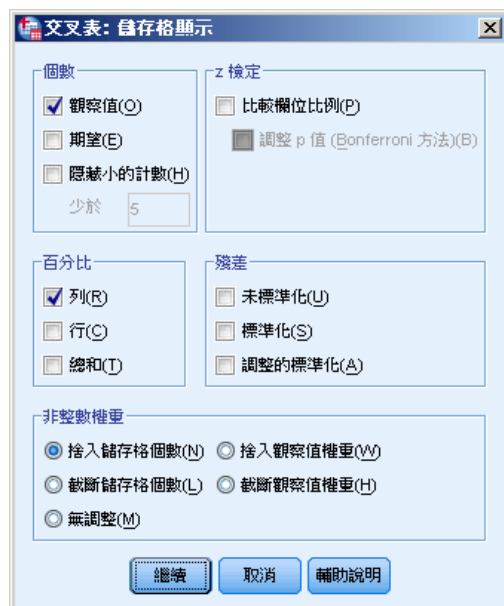 交叉表: 儲存格顯示
個數
觀察值(O)
期望(E)
隱藏小的計數(H)
少於 5
z 檢定
比較欄位比例(P)
調整 p 值 (Bonferroni 方法)(B)
百分比
列(R)
行(C)
總和(T)
殘差
未標準化(U)
標準化(S)
調整的標準化(A)
非整數權重
捨入儲存格個數(N) 捨入觀察值權重(W)
截斷儲存格個數(L) 截斷觀察值權重(H)
無調整(M)
繼續 取消 輔助說明